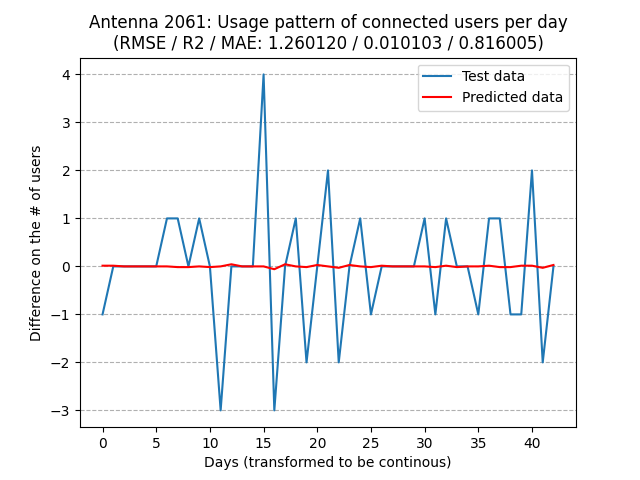 Antenna 2061: Usage pattern of connected users per day
(RMSE / R2 / MAE: 1.260120 / 0.010103 / 0.816005)
Test data
Predicted data
4
3
2
1
0
−1
−2
−3
Difference on the # of users
0 5 10 15 20 25 30 35 40
Days (transformed to be continous)